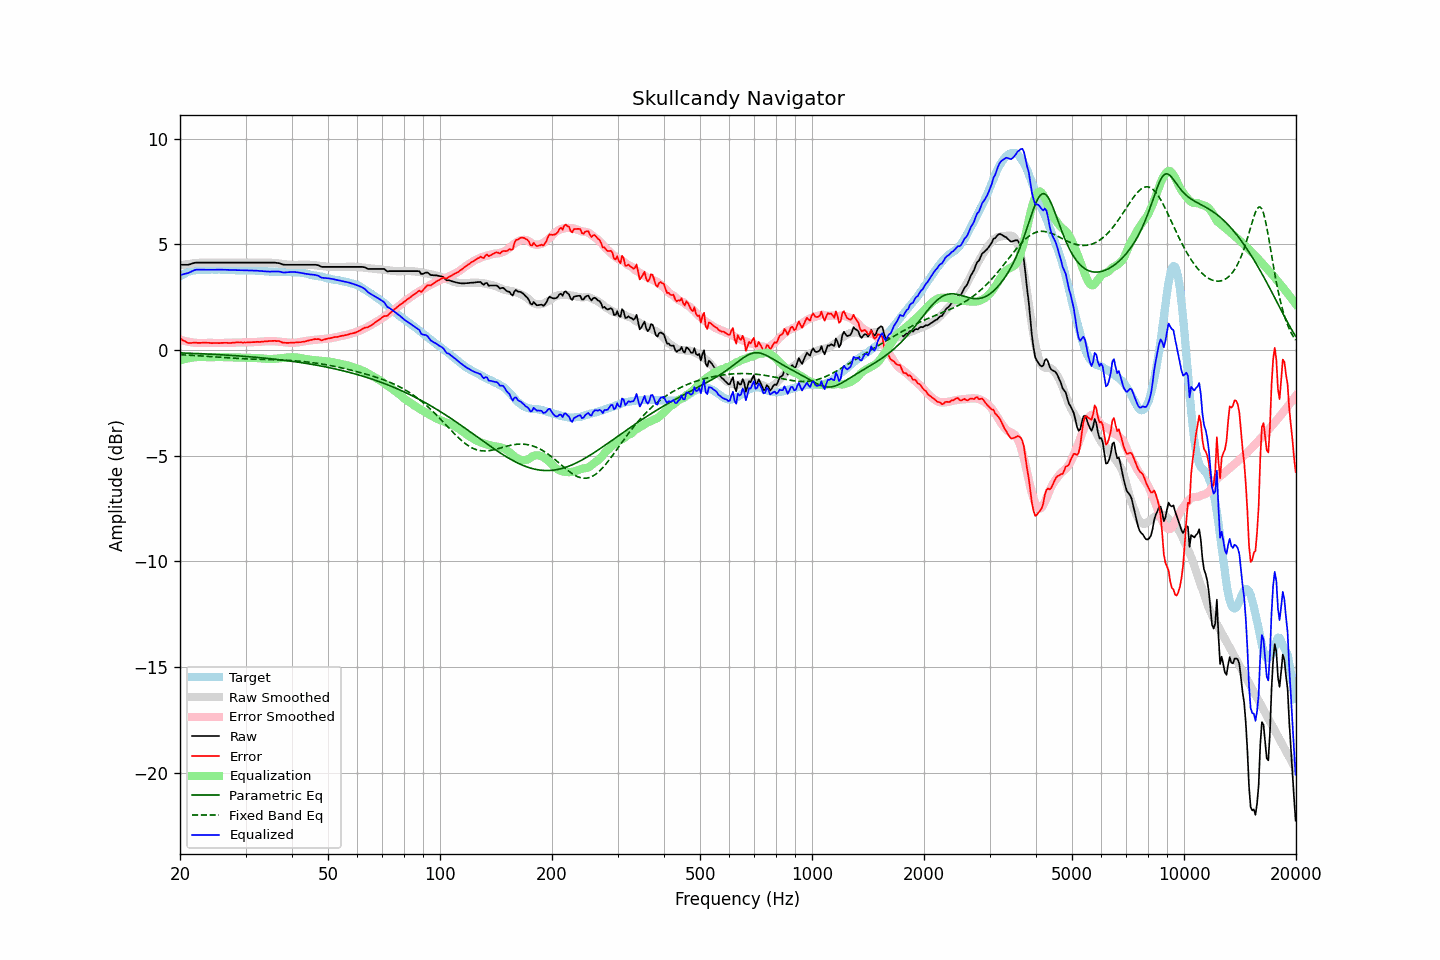 Skullcandy Navigator
10
5
0
−5
−10
−15
−20
Amplitude (dBr)
Target
Raw Smoothed
Error Smoothed
Raw
Error
Equalization
Parametric Eq
Fixed Band Eq
Equalized
20 50 100 200 500 1000 2000 5000 10000 20000
Frequency (Hz)